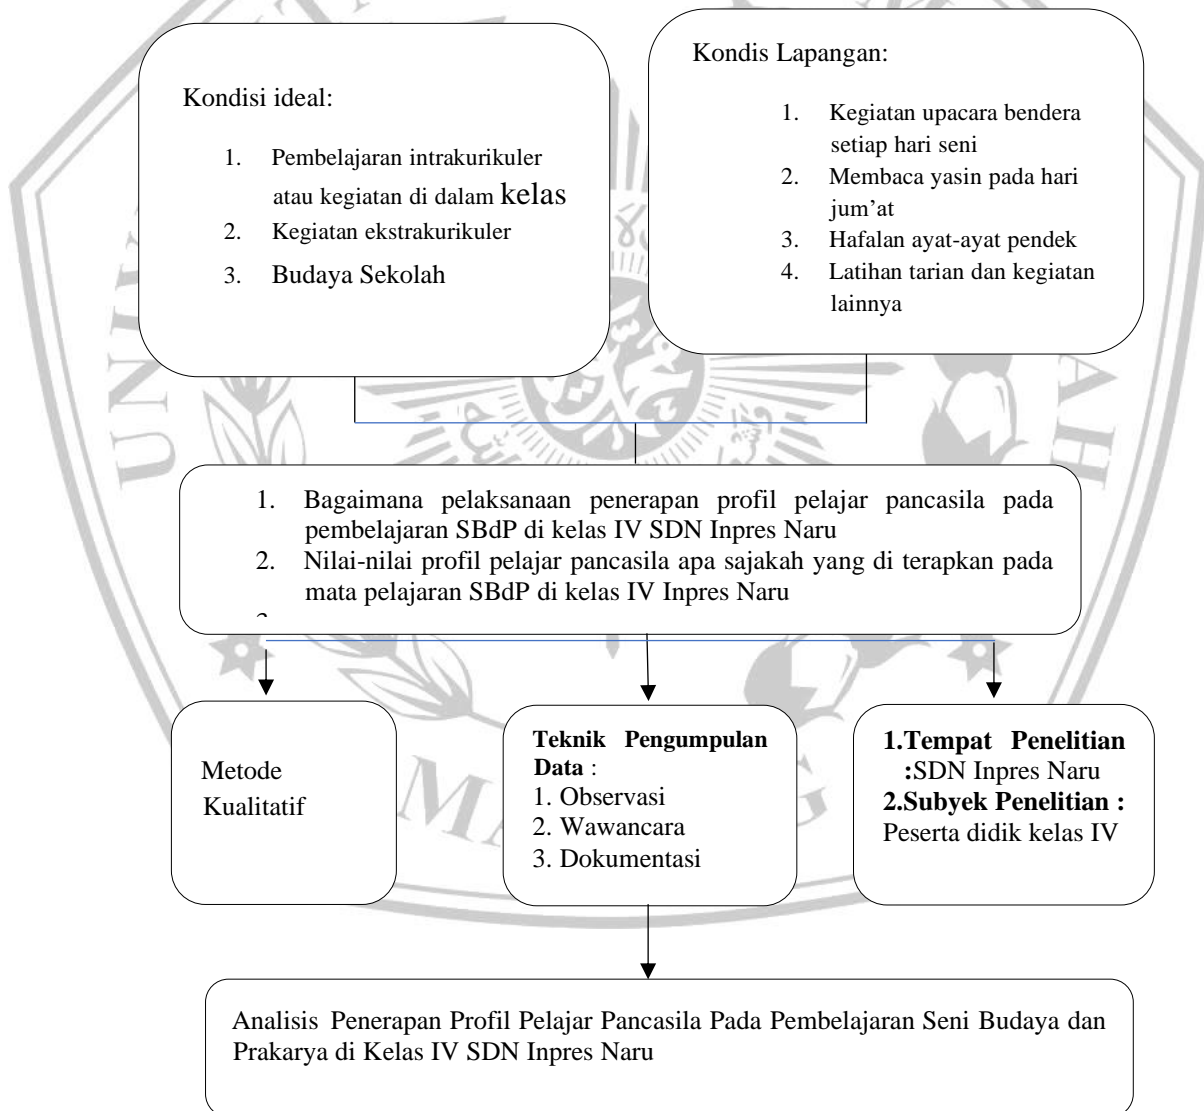 Kondisi ideal:
1. Pembelajaran intrakurikuler
atau kegiatan di dalam kelas
2. Kegiatan ekstrakurikuler
3. Budaya Sekolah
Kondis Lapangan:
1. Kegiatan upacara bendera
setiap hari seni
2. Membaca yasin pada hari
jum’at
3. Hafalan ayat-ayat pendek
4. Latihan tarian dan kegiatan
lainnya
1. Bagaimana pelaksanaan penerapan profil pelajar pancasila pada
pembelajaran SBdP di kelas IV SDN Inpres Naru
2. Nilai-nilai profil pelajar pancasila apa sajakah yang di terapkan pada
mata pelajaran SBdP di kelas IV Inpres Naru
Metode
Kualitatif
Teknik Pengumpulan
Data :
1. Observasi
2. Wawancara
3. Dokumentasi
1.Tempat Penelitian
:SDN Inpres Naru
2.Subyek Penelitian :
Peserta didik kelas IV
Analisis Penerapan Profil Pelajar Pancasila Pada Pembelajaran Seni Budaya dan
Prakarya di Kelas IV SDN Inpres Naru